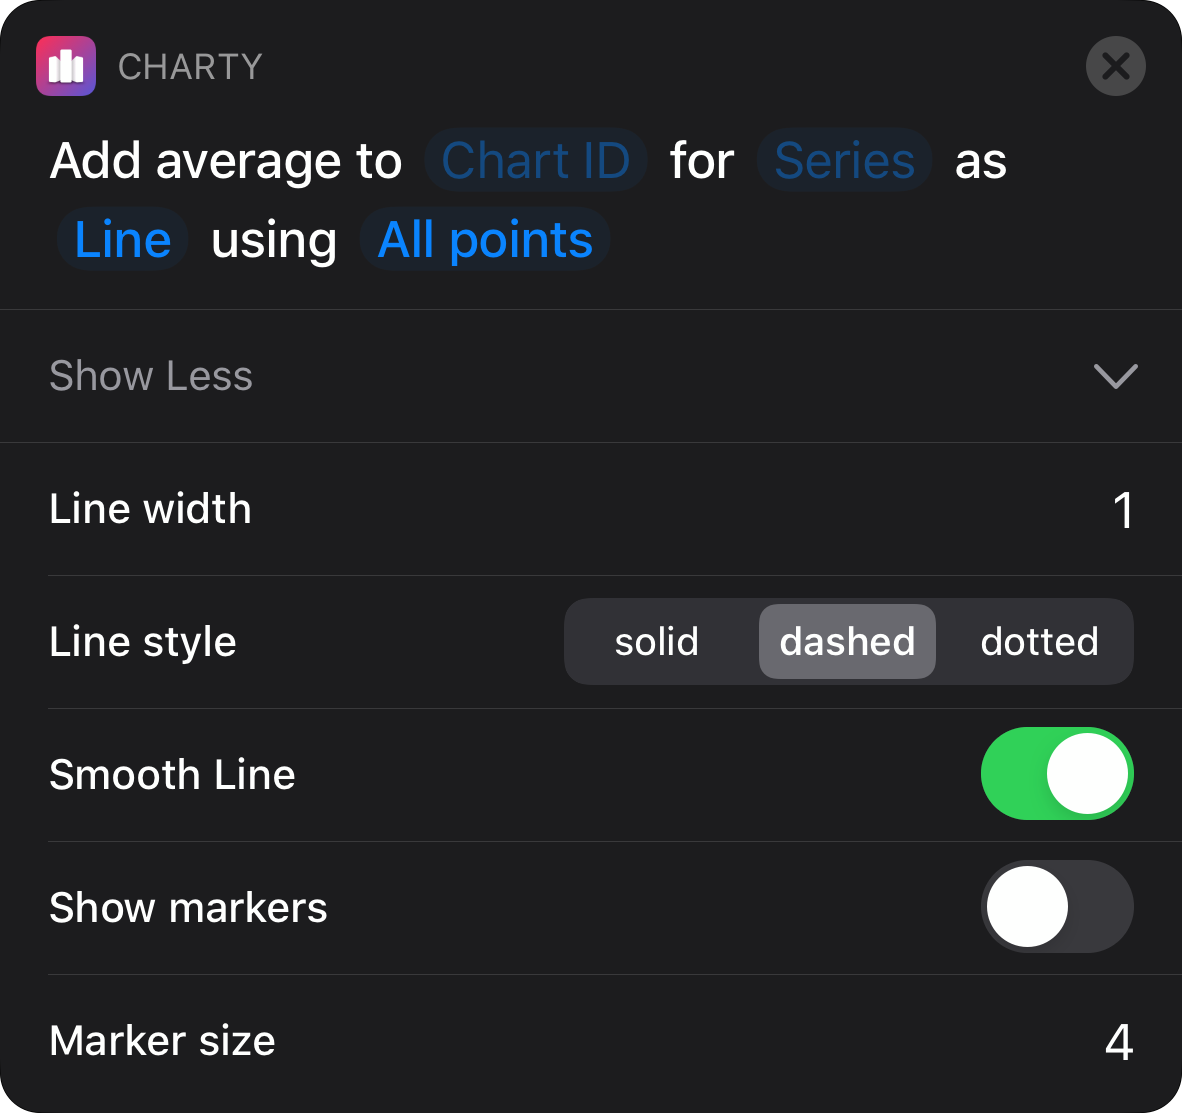 CHARTY
Add average to Chart ID for Series as
Line using All points
Show Less
Line width 1
Line style solid dashed dotted
Smooth Line
Show markers
Marker size 4